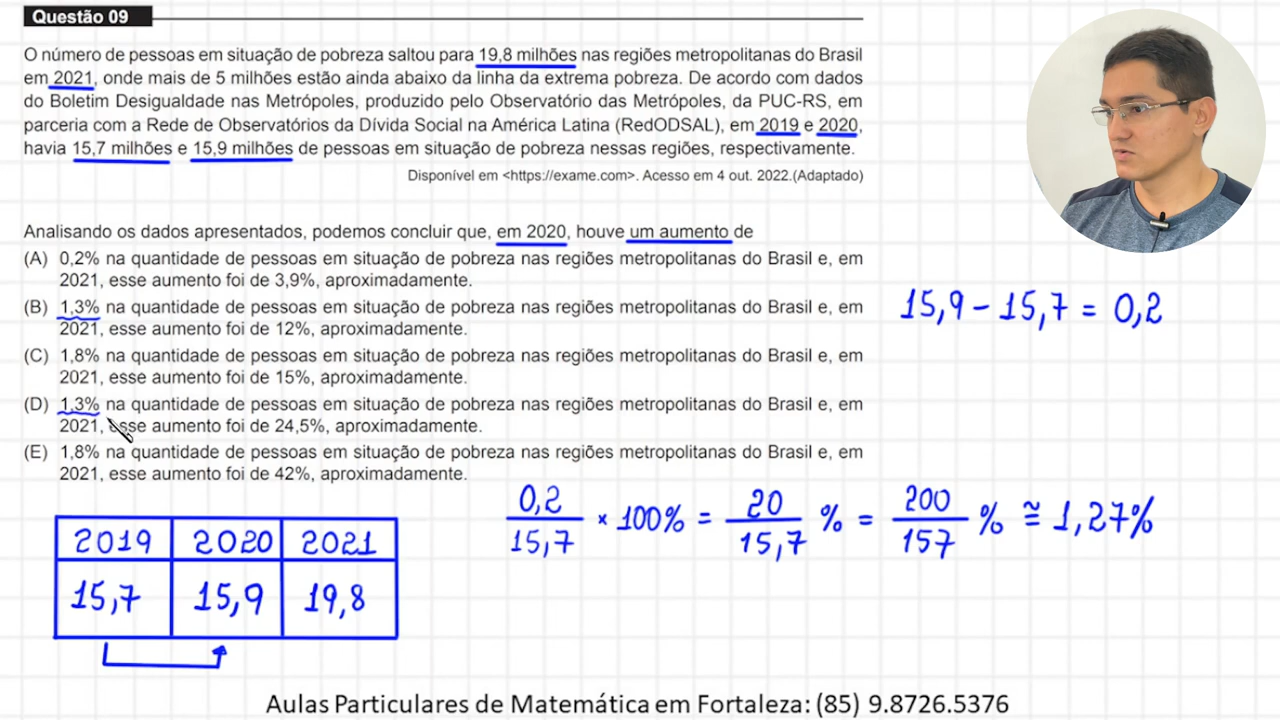 Questão 09
O número de pessoas em situação de pobreza saltou para 19,8 milhões nas regiões metropolitanas do Brasil
em 2021, onde mais de 5 milhões estão ainda abaixo da linha da extrema pobreza. De acordo com dados
do Boletim Desigualdade nas Metrópoles, produzido pelo Observatório das Metrópoles, da PUC-RS, em
parceria com a Rede de Observatórios da Dívida Social na América Latina (RedODSAL), em 2019 e 2020,
havia 15,7 milhões e 15,9 milhões de pessoas em situação de pobreza nessas regiões, respectivamente.
Disponível em <https://exame.com>. Acesso em 4 out. 2022.(Adaptado)
Analisando os dados apresentados, podemos concluir que, em 2020, houve um aumento de
(A) 0,2% na quantidade de pessoas em situação de pobreza nas regiões metropolitanas do Brasil e, em
2021, esse aumento foi de 3,9%, aproximadamente.
(B) 1,3% na quantidade de pessoas em situação de pobreza nas regiões metropolitanas do Brasil e, em
2021, esse aumento foi de 12%, aproximadamente.
(C) 1,8% na quantidade de pessoas em situação de pobreza nas regiões metropolitanas do Brasil e, em
2021, esse aumento foi de 15%, aproximadamente.
(D) 1,3% na quantidade de pessoas em situação de pobreza nas regiões metropolitanas do Brasil e, em
2021, esse aumento foi de 24,5%, aproximadamente.
(E) 1,8% na quantidade de pessoas em situação de pobreza nas regiões metropolitanas do Brasil e, em
2021, esse aumento foi de 42%, aproximadamente.
15,9 - 15,7 = 0,2
0,2/15,7 × 100% = 20/15,7 % = 200/157 % ≅ 1,27%
2019 2020 2021
15,7 15,9 19,8
Aulas Particulares de Matemática em Fortaleza: (85) 9.8726.5376